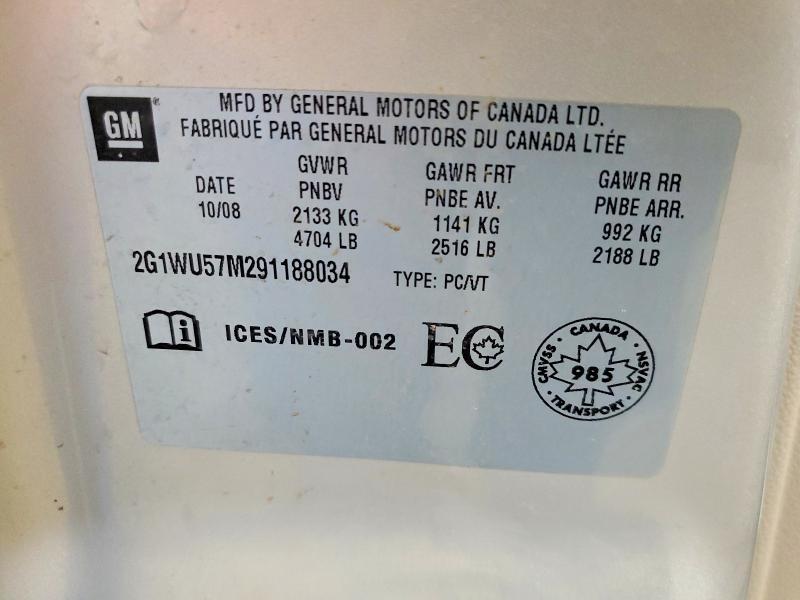 GM
MFD BY GENERAL MOTORS OF CANADA LTD.
FABRIQUÉ PAR GENERAL MOTORS DU CANADA LTÉE
DATE
10/08
GVWR
PNBV
2133 KG
4704 LB
GAWR FRT
PNBE AV.
1141 KG
2516 LB
GAWR RR
PNBE ARR.
992 KG
2188 LB
2G1WU57M291188034
TYPE: PC/VT
i
ICES/NMB-002
EC
CANADA
CMVSS · NSVAC
985
TRANSPORT